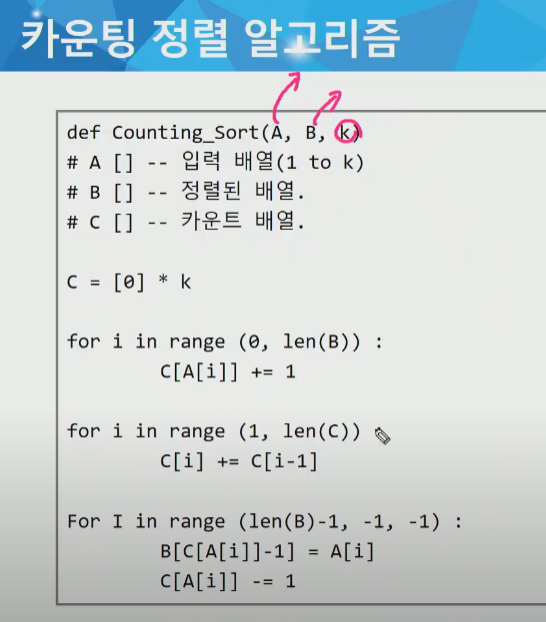 카운팅 정렬 알고리즘
def Counting_Sort(A, B, k)
# A [] -- 입력 배열(1 to k)
# B [] -- 정렬된 배열.
# C [] -- 카운트 배열.
C = [0] * k
for i in range (0, len(B)) :
C[A[i]] += 1
for i in range (1, len(C))
C[i] += C[i-1]
For I in range (len(B)-1, -1, -1) :
B[C[A[i]]-1] = A[i]
C[A[i]] -= 1